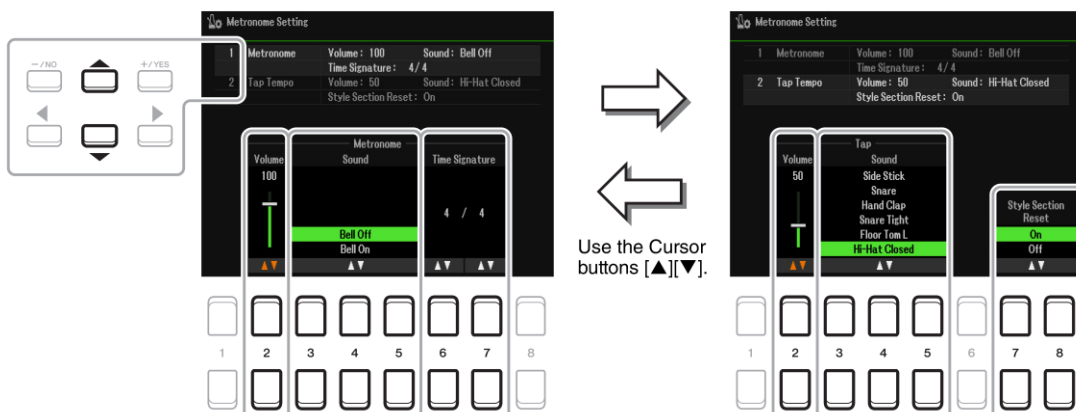 Metronome Setting
1 Metronome Volume : 100 Sound : Bell Off
Time Signature : 4/4
2 Tap Tempo Volume : 50 Sound : Hi-Hat Closed
Style Section Reset : On
−/NO +/YES
Metronome
Volume Sound Time Signature
100
4 / 4
Bell Off
Bell On
▲▼ ▲▼ ▲▼ ▲▼
1 2 3 4 5 6 7 8
Use the Cursor
buttons [▲][▼].
Metronome Setting
1 Metronome Volume : 100 Sound : Bell Off
Time Signature : 4/4
2 Tap Tempo Volume : 50 Sound : Hi-Hat Closed
Style Section Reset : On
Tap
Volume Sound
50 Side Stick
Snare
Hand Clap
Snare Tight
Floor Tom L
Hi-Hat Closed
Style Section
Reset
On
Off
▲▼ ▲▼ ▲▼
1 2 3 4 5 6 7 8